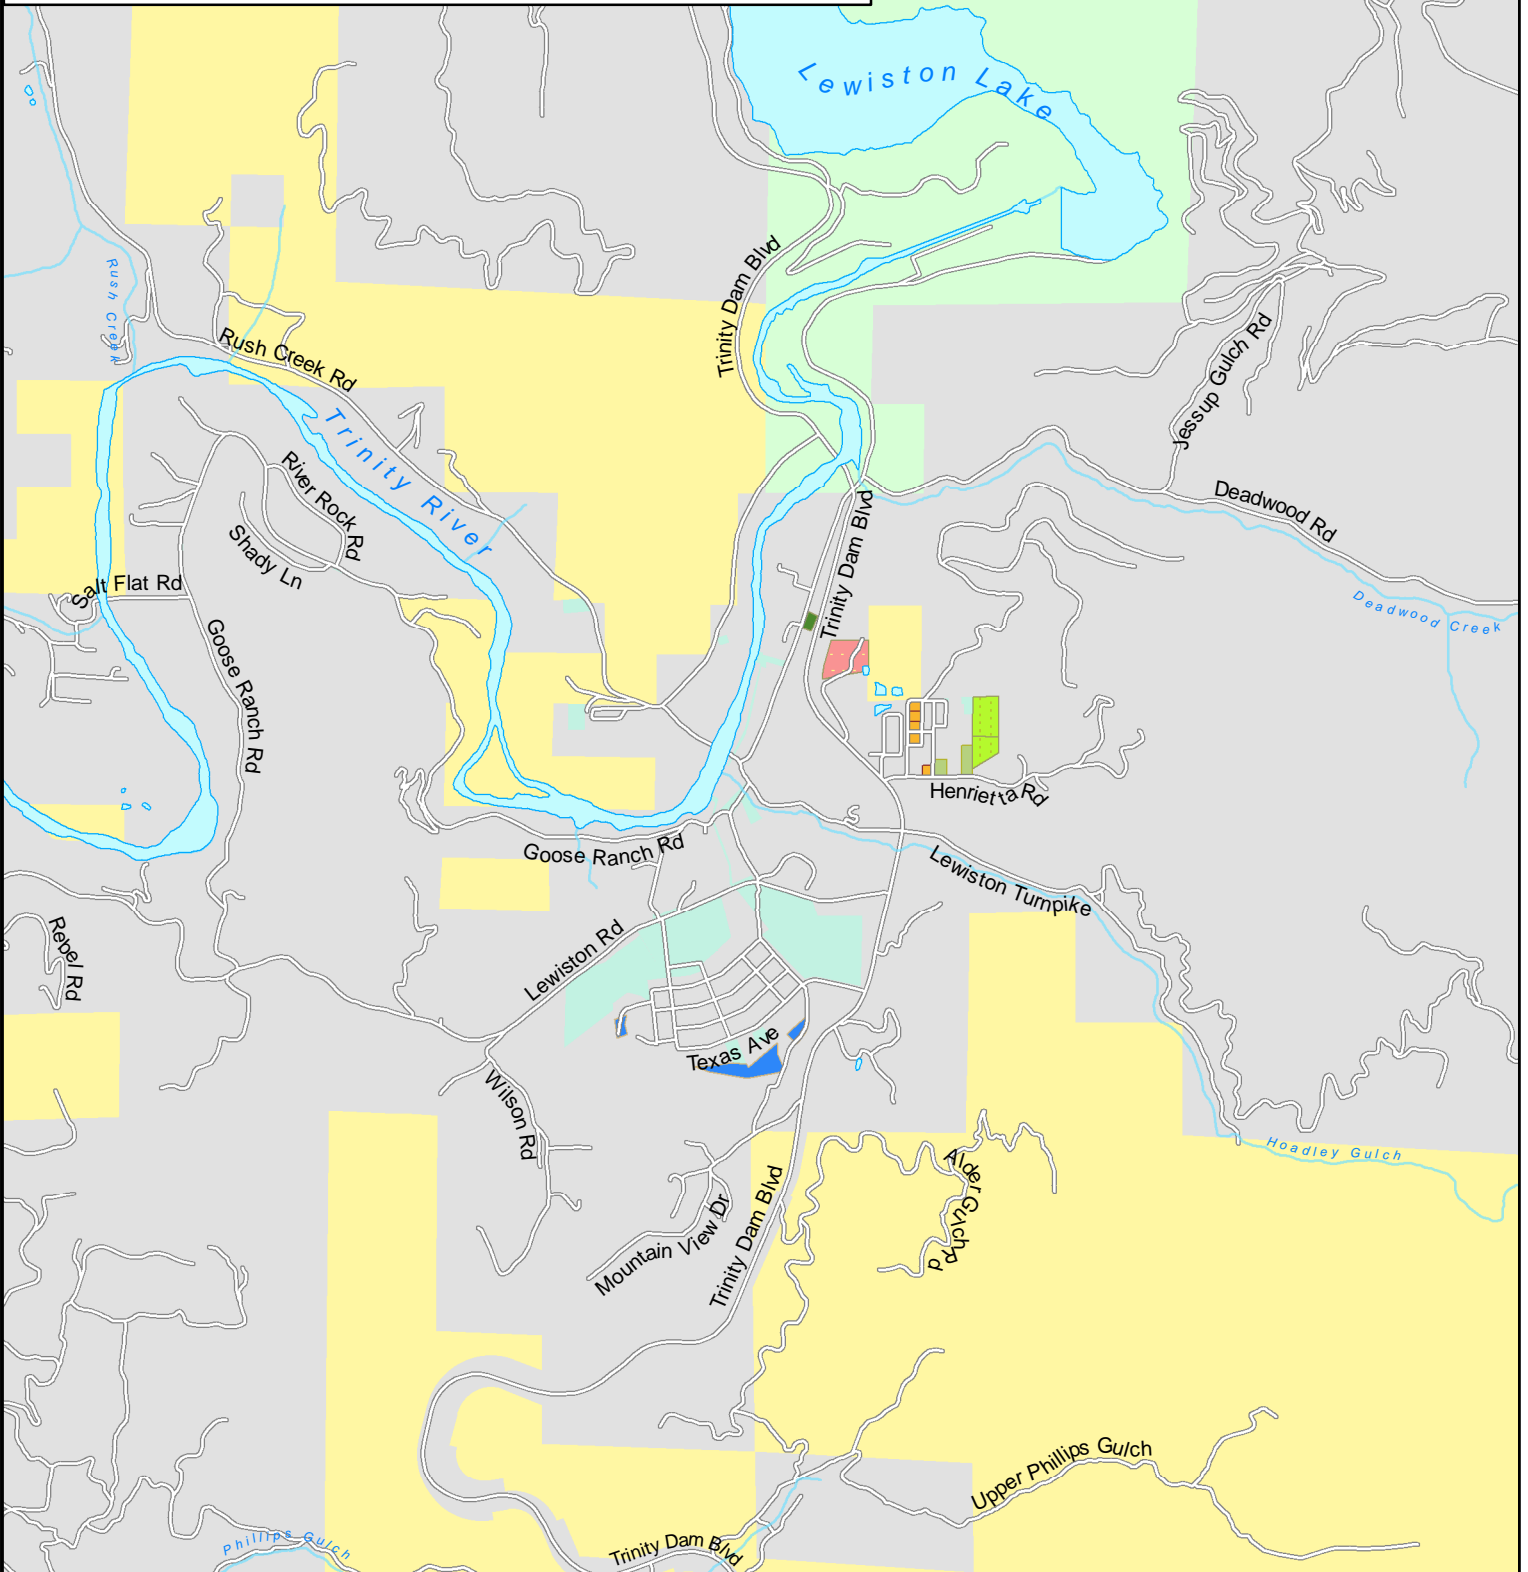 Lewiston Lake
Trinity Dam Blvd
Rush Creek
Rush Creek Rd
Jessup Gulch Rd
Trinity River
River Rock Rd
Deadwood Rd
Shady Ln
Trinity Dam Blvd
Salt Flat Rd
Deadwood Creek
Goose Ranch Rd
Henrietta Rd
Goose Ranch Rd
Lewiston Turnpike
Rebel Rd
Lewiston Rd
Texas Ave
Wilson Rd
Hoadley Gulch
Alder Gulch Rd
Mountain View Dr
Trinity Dam Blvd
Upper Phillips Gulch
Phillips Gulch
Trinity Dam Blvd